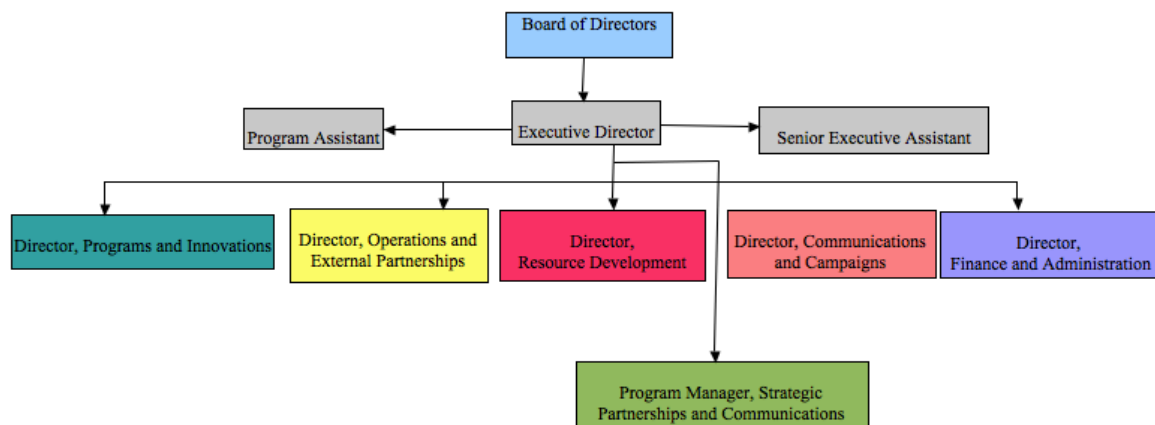 Board of Directors
Program Assistant
Executive Director
Senior Executive Assistant
Director, Programs and Innovations
Director, Operations and
External Partnerships
Director,
Resource Development
Director, Communications
and Campaigns
Director,
Finance and Administration
Program Manager, Strategic
Partnerships and Communications